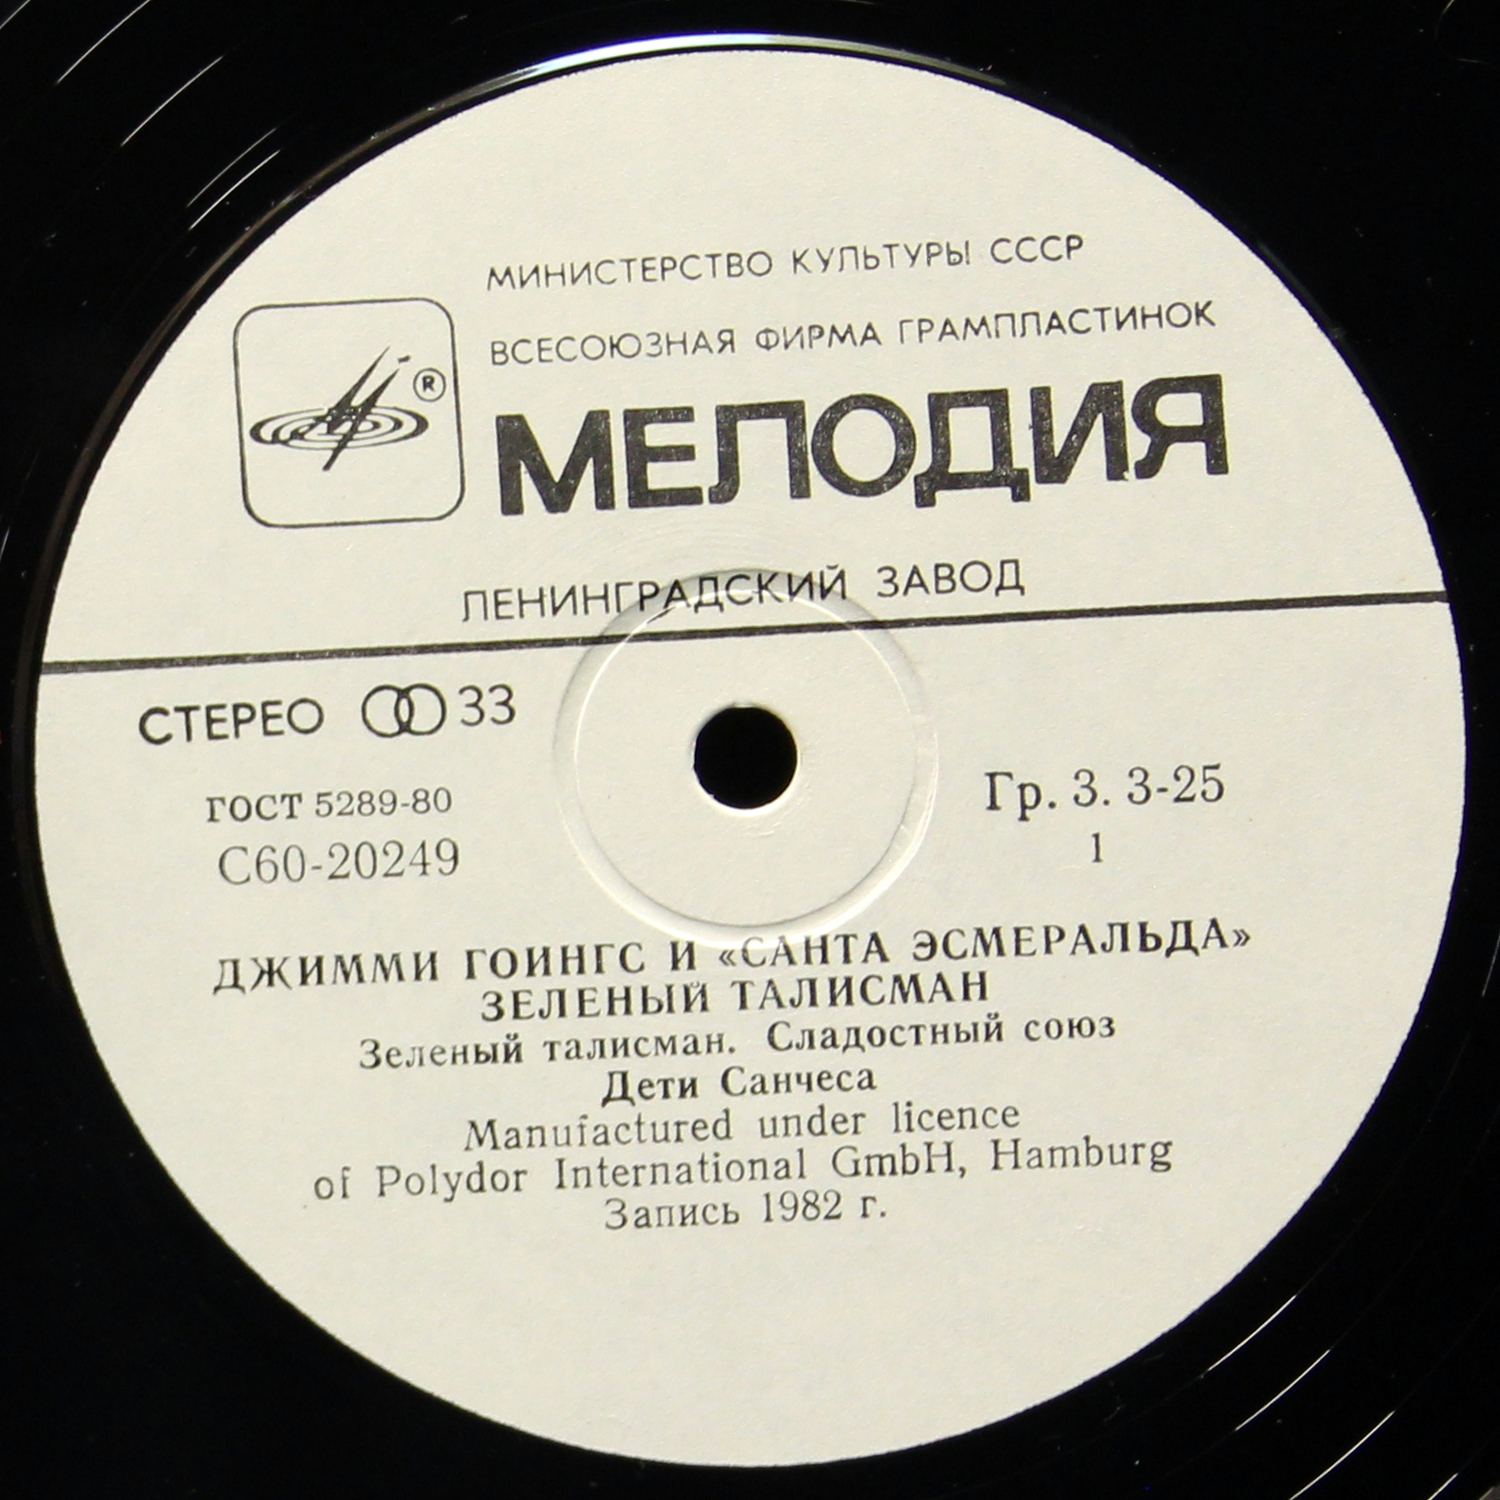 МИНИСТЕРСТВО КУЛЬТУРЫ СССР
ВСЕСОЮЗНАЯ ФИРМА ГРАМПЛАСТИНОК
®
МЕЛОДИЯ
ЛЕНИНГРАДСКИЙ ЗАВОД
СТЕРЕО 33
ГОСТ 5289-80
С60-20249
Гр. 3. 3-25
1
ДЖИММИ ГОИНГС И «САНТА ЭСМЕРАЛЬДА»
ЗЕЛЕНЫЙ ТАЛИСМАН
Зеленый талисман. Сладостный союз
Дети Санчеса
Manufactured under licence
of Polydor International GmbH, Hamburg
Запись 1982 г.